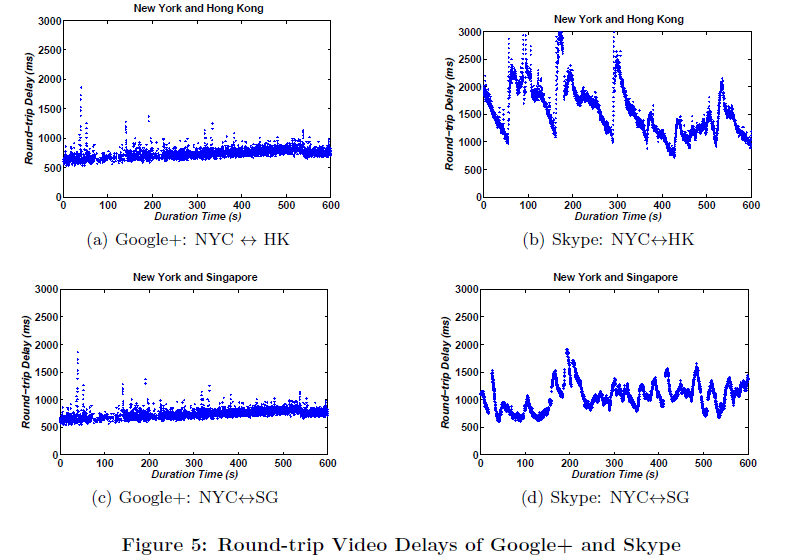 New York and Hong Kong
3000
2500
2000
1500
1000
500
0
Round-trip Delay (ms)
0 100 200 300 400 500 600
Duration Time (s)
(a) Google+: NYC ↔ HK
New York and Hong Kong
3000
2500
2000
1500
1000
500
0
Round-trip Delay (ms)
0 100 200 300 400 500 600
Duration Time (s)
(b) Skype: NYC↔HK
New York and Singapore
3000
2500
2000
1500
1000
500
0
Round-trip Delay (ms)
0 100 200 300 400 500 600
Duration Time (s)
(c) Google+: NYC↔SG
New York and Singapore
3000
2500
2000
1500
1000
500
0
Round-trip Delay (ms)
0 100 200 300 400 500 600
Duration Time (s)
(d) Skype: NYC↔SG
Figure 5: Round-trip Video Delays of Google+ and Skype